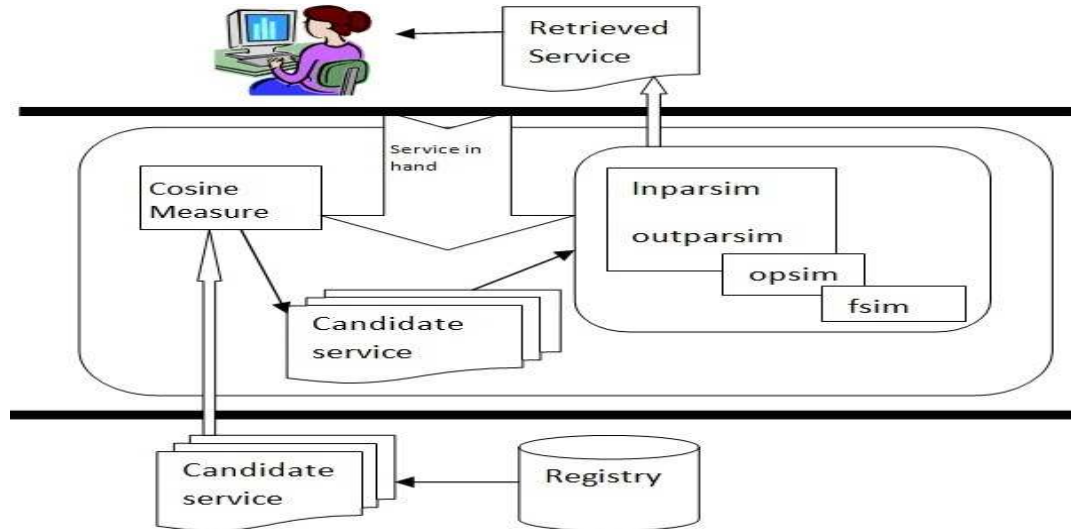 Retrieved
Service
Service in
hand
Cosine
Measure
Inparsim
outparsim
opsim
fsim
Candidate
service
Candidate
service
Registry